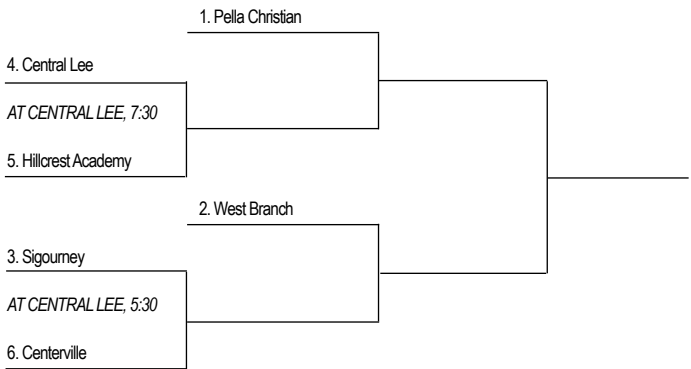 1. Pella Christian
4. Central Lee
AT CENTRAL LEE, 7:30
5. Hillcrest Academy
2. West Branch
3. Sigourney
AT CENTRAL LEE, 5:30
6. Centerville